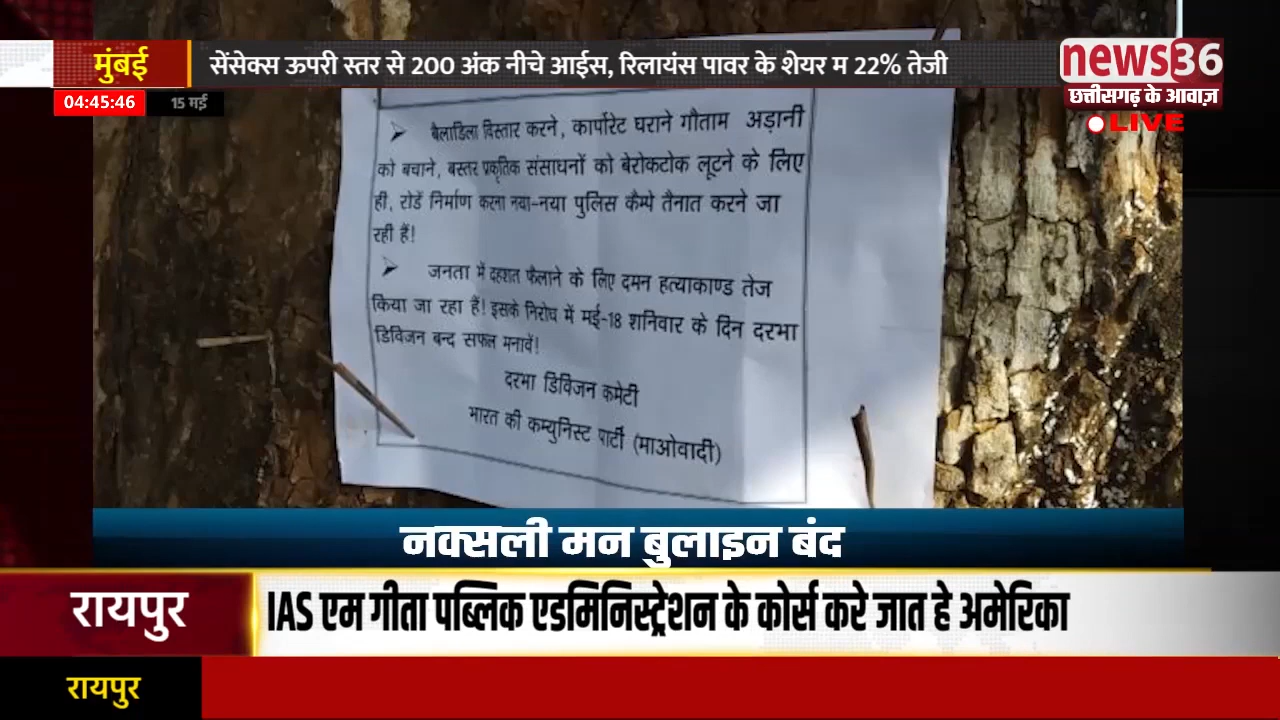 मुंबई
सेंसेक्स ऊपरी स्तर से 200 अंक नीचे आईस, रिलायंस पावर के शेयर म 22% तेजी
news36
छत्तीसगढ़ के आवाज़
LIVE
04:45:46
15 मई
➤ बैलाडिला विस्तार करने, कार्पोरेट घराने गौताम अड़ानी
को बचाने, बस्तर प्रकृतिक संसाधनों को बेरोकटोक लूटने के लिए
ही, रोडें निर्माण करना नया-नया पुलिस कैम्पे तैनात करने जा
रही हैं!
➤ जनता में दहशत फैलाने के लिए दमन हत्याकाण्ड तेज
किया जा रहा हैं! इसके निरोध में मई-18 शनिवार के दिन दरभा
डिविजन बन्द सफल मनावें!
दरभा डिविजन कमेटी
भारत की कम्युनिस्ट पार्टी (माओवादी)
नक्सली मन बुलाइन बंद
रायपुर
IAS एम गीता पब्लिक एडमिनिस्ट्रेशन के कोर्स करे जात हे अमेरिका
रायपुर